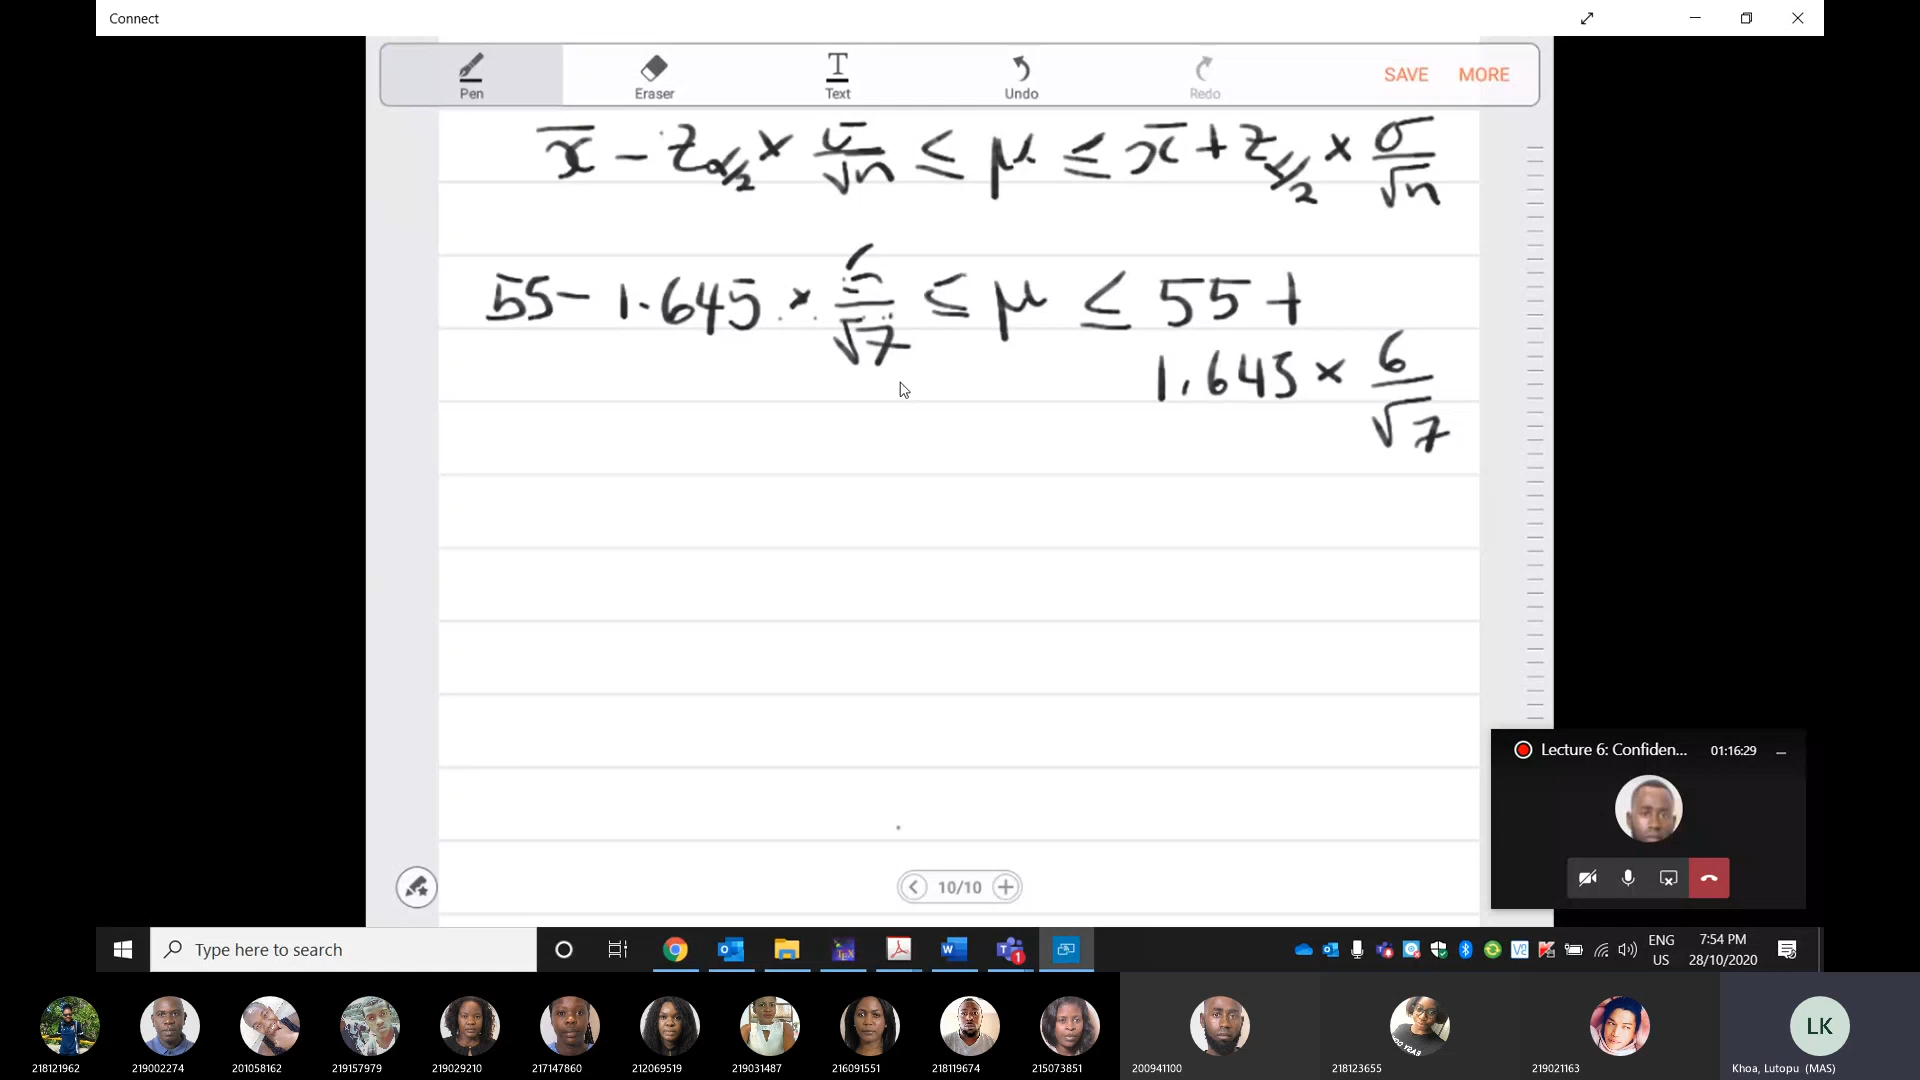 Connect
Pen Eraser Text Undo Redo SAVE MORE
x̄ − z α/2 × σ/√n ≤ μ ≤ x̄ + z α/2 × σ/√n
55 − 1.645 × 6/√7 ≤ μ ≤ 55 +
1.645 × 6/√7
Lecture 6: Confiden... 01:16:29
10/10
Type here to search
ENG
US
7:54 PM
28/10/2020
LK
218121962 219002274 201058162 219157979 219029210 217147860 212069519 219031487 216091551 218119674 215073851 200941100 218123655 219021163 Khoa, Lutopu (MAS)